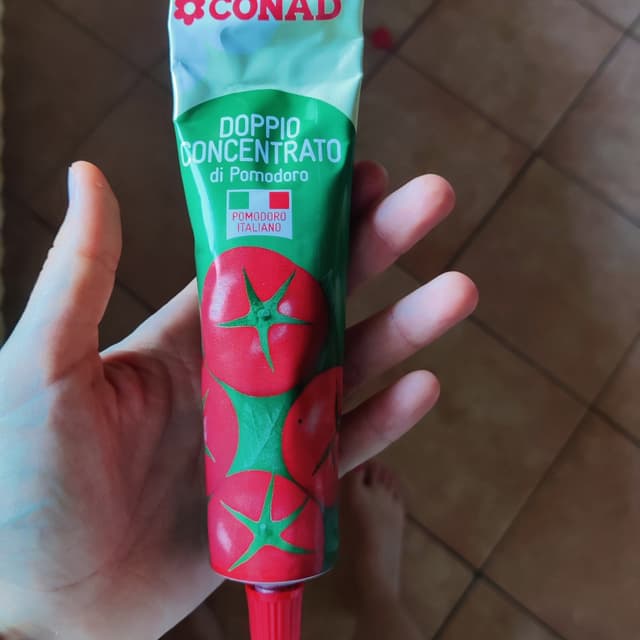 CONAD
DOPPIO
CONCENTRATO
di Pomodoro
POMODORO
ITALIANO